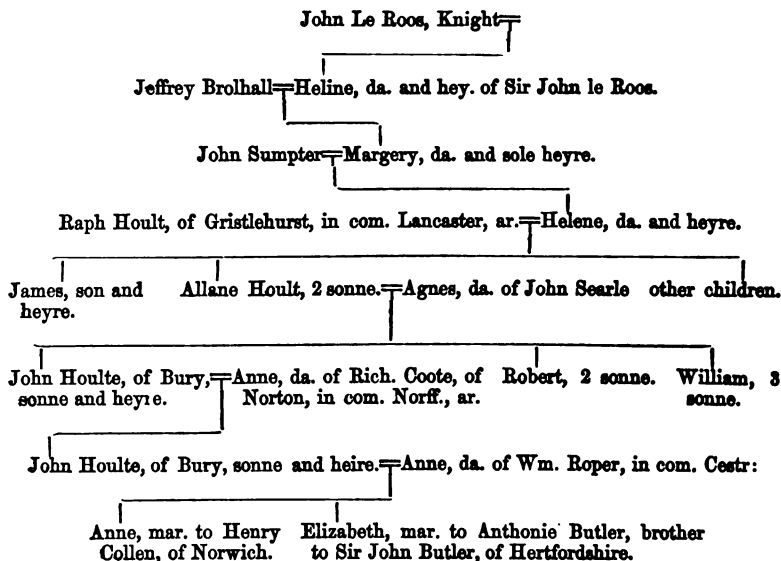 John Le Roos, Knight
Jeffrey Brolhall Heline, da. and hey. of Sir John le Roos.
John Sumpter Margery, da. and sole heyre.
Raph Hoult, of Gristlehurst, in com. Lancaster, ar. Helene, da. and heyre.
James, son and heyre.
Allane Hoult, 2 sonne. Agnes, da. of John Searle other children.
John Houlte, of Bury,
sonne and heyre.
Anne, da. of Rich. Coote, of
Norton, in com. Norff., ar.
Robert, 2 sonne.
William, 3
sonne.
John Houlte, of Bury, sonne and heire. Anne, da. of Wm. Roper, in com. Cestr:
Anne, mar. to Henry
Collen, of Norwich.
Elizabeth, mar. to Anthonie Butler, brother
to Sir John Butler, of Hertfordshire.